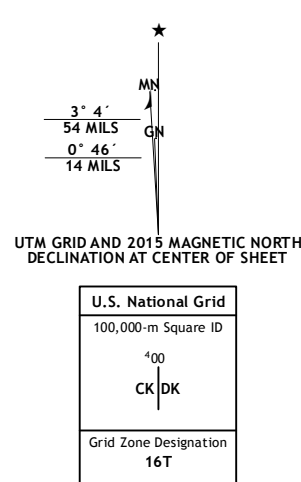 ★
MN
3° 4´
54 MILS
GN
0° 46´
14 MILS
UTM GRID AND 2015 MAGNETIC NORTH
DECLINATION AT CENTER OF SHEET
U.S. National Grid
100,000-m Square ID
⁴00
CK DK
Grid Zone Designation
16T